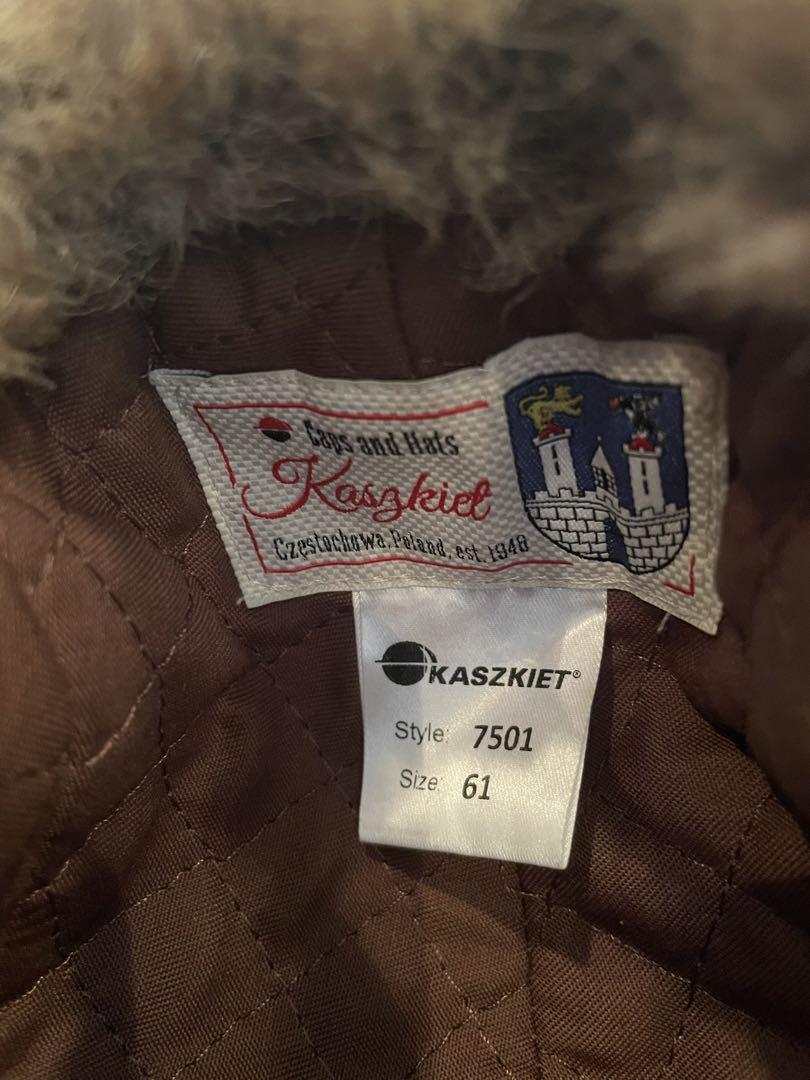 Caps and Hats
Kaszkiet
Częstochowa, Poland, est. 1948
KASZKIET®
Style: 7501
Size: 61